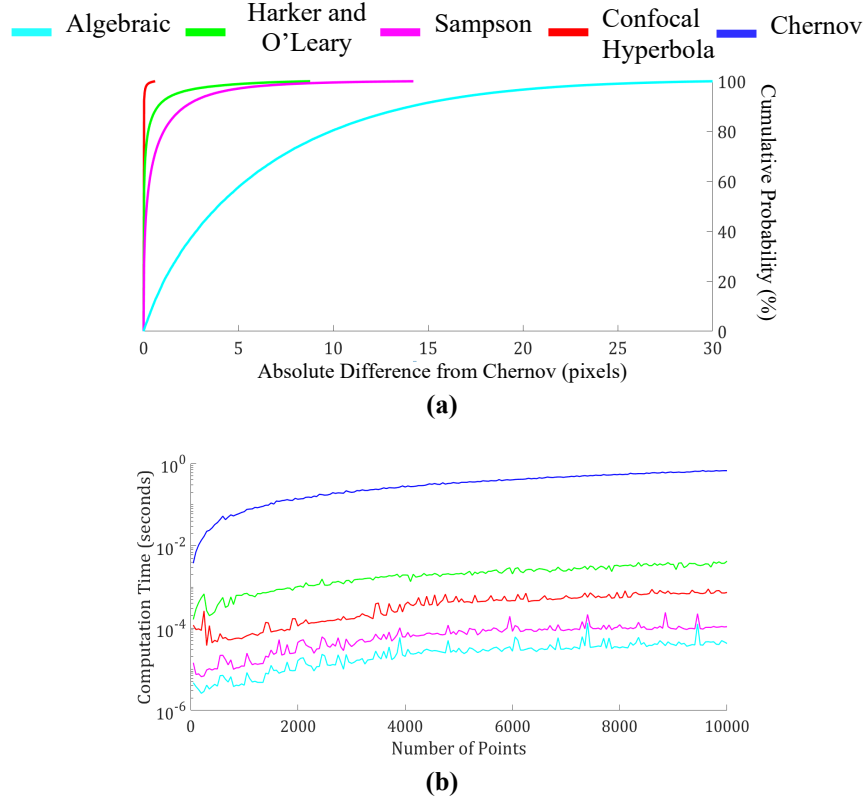 Algebraic
Harker and
O'Leary
Sampson
Confocal
Hyperbola
Chernov
100
80
60
40
20
0
Cumulative Probability (%)
0 5 10 15 20 25 30
Absolute Difference from Chernov (pixels)
(a)
10^0
10^-2
10^-4
10^-6
Computation Time (seconds)
0 2000 4000 6000 8000 10000
Number of Points
(b)